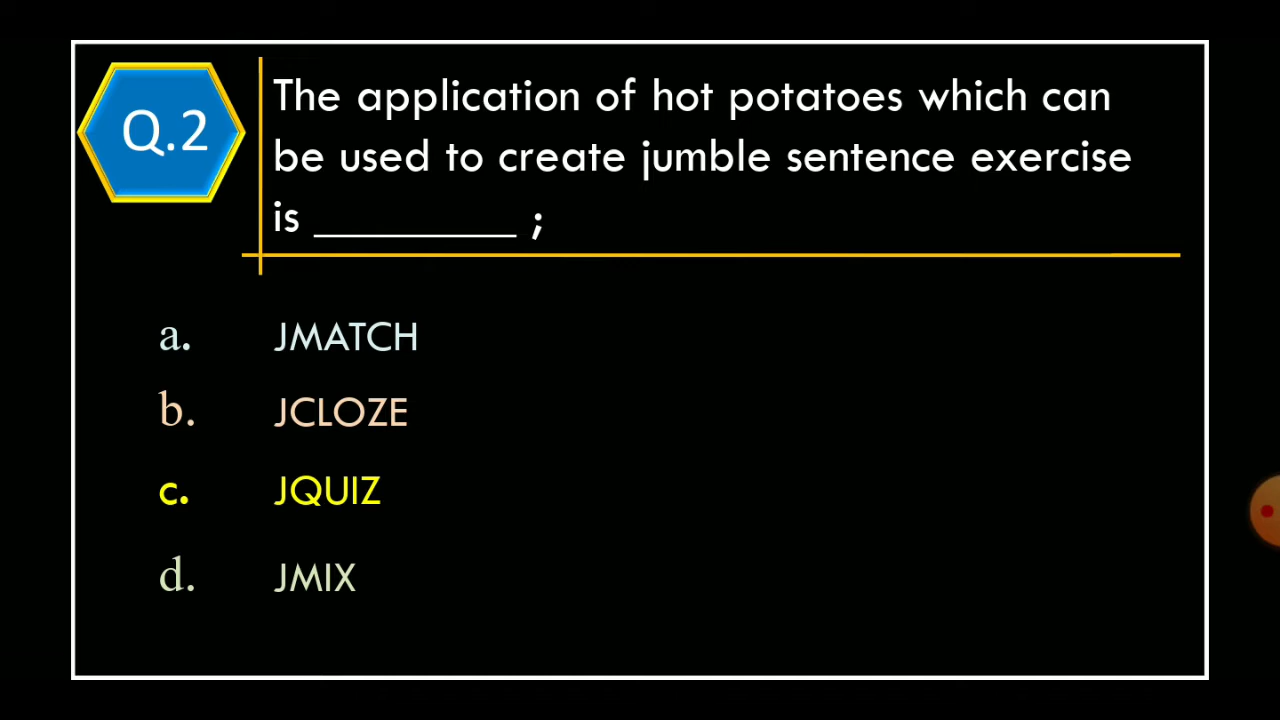 Q.2
The application of hot potatoes which can
be used to create jumble sentence exercise
is _________ ;
a. JMATCH
b. JCLOZE
c. JQUIZ
d. JMIX